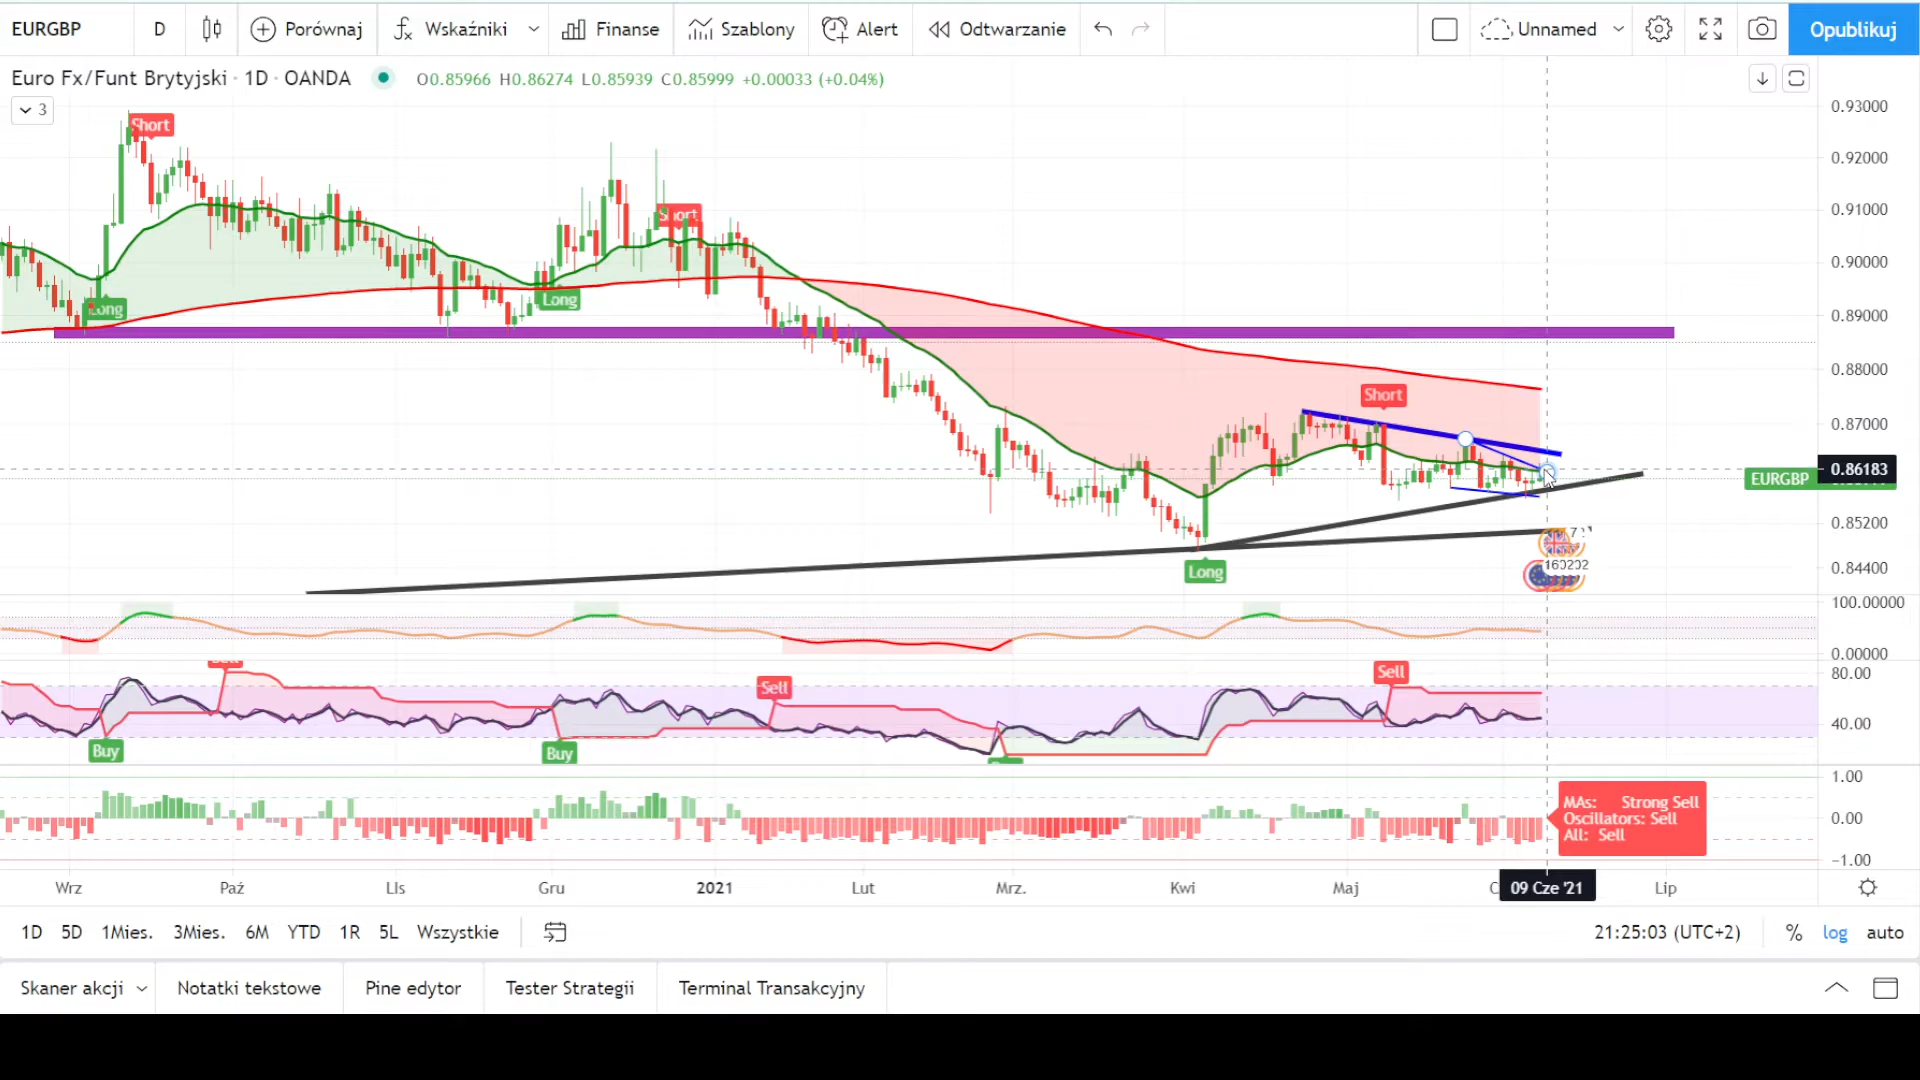 EURGBP D Porównaj Wskaźniki Finanse Szablony Alert Odtwarzanie Unnamed Opublikuj
Euro Fx/Funt Brytyjski · 1D · OANDA O0.85966 H0.86274 L0.85939 C0.85999 +0.00033 (+0.04%)
3
0.93000
0.92000
0.91000
0.90000
0.89000
0.88000
0.87000
0.86183
EURGBP
0.85200
0.84400
Short
Long
Short
Long
Short
Long
160202
100.00000
0.00000
80.00
40.00
Sell
Sell
Buy
Buy
1.00
0.00
-1.00
MAs: Strong Sell
Oscillators: Sell
All: Sell
Wrz Paź LIs Gru 2021 Lut Mrz. Kwi Maj 09 Cze '21 Lip
1D 5D 1Mies. 3Mies. 6M YTD 1R 5L Wszystkie 21:25:03 (UTC+2) % log auto
Skaner akcji Notatki tekstowe Pine edytor Tester Strategii Terminal Transakcyjny